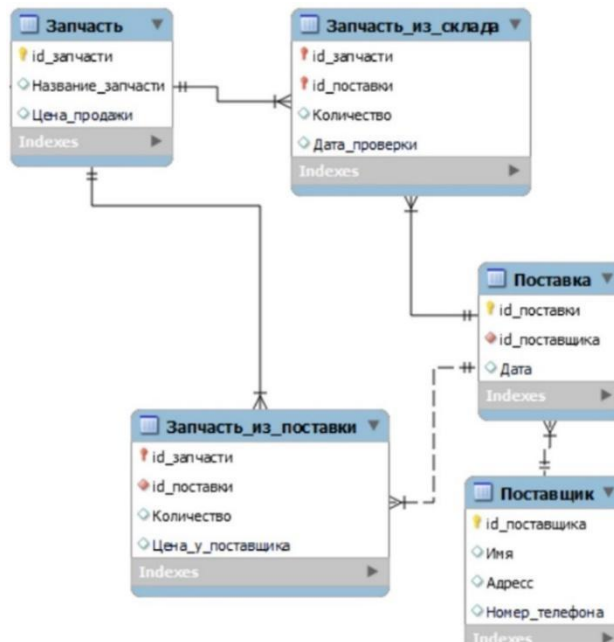 Запчасть
id_запчасти
Название_запчасти
Цена_продажи
Indexes
Запчасть_из_склада
id_запчасти
id_поставки
Количество
Дата_проверки
Indexes
Поставка
id_поставки
id_поставщика
Дата
Indexes
Запчасть_из_поставки
id_запчасти
id_поставки
Количество
Цена_у_поставщика
Indexes
Поставщик
id_поставщика
Имя
Адресс
Номер_телефона
Indexes